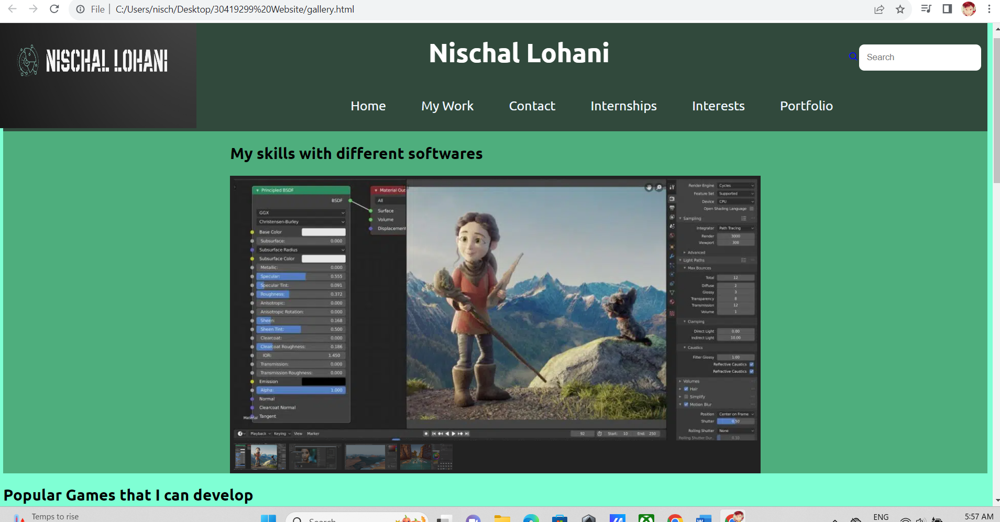 File C:/Users/nisch/Desktop/30419299%20Website/gallery.html
NISCHAL LOHANI
Nischal Lohani
Search
Home My Work Contact Internships Interests Portfolio
My skills with different softwares
Principled BSDF
BSDF
GGX
Christensen-Burley
Base Color
Subsurface: 0.000
Subsurface Radius
Subsurface Color
Metallic: 0.000
Specular: 0.555
Specular Tint: 0.091
Roughness: 0.372
Anisotropic: 0.000
Anisotropic Rotation: 0.000
Sheen: 0.168
Sheen Tint: 0.500
Clearcoat: 0.000
Clearcoat Roughness: 0.186
IOR: 1.450
Transmission: 0.000
Transmission Roughness: 0.000
Emission
Alpha: 1.000
Normal
Clearcoat Normal
Tangent
Material
Material Out
All
Surface
Volume
Displacement
Render Engine Cycles
Feature Set Supported
Device CPU
Open Shading Language
Sampling
Integrator Path Tracing
Render 3000
Viewport 300
Advanced
Light Paths
Max Bounces
Total 12
Diffuse 2
Glossy 3
Transparency 8
Transmission 12
Volume 1
Clamping
Direct Light 0.00
Indirect Light 10.00
Caustics
Filter Glossy 1.00
Reflective Caustics
Refractive Caustics
Volumes
Hair
Simplify
Motion Blur
Position Center on Frame
Shutter 0.50
Rolling Shutter None
Rolling Shutter Dur.. 0.10
Playback Keying View Marker
92 Start: 10 End: 250
Popular Games that I can develop
Temps to rise
Search
ENG
5:57 AM